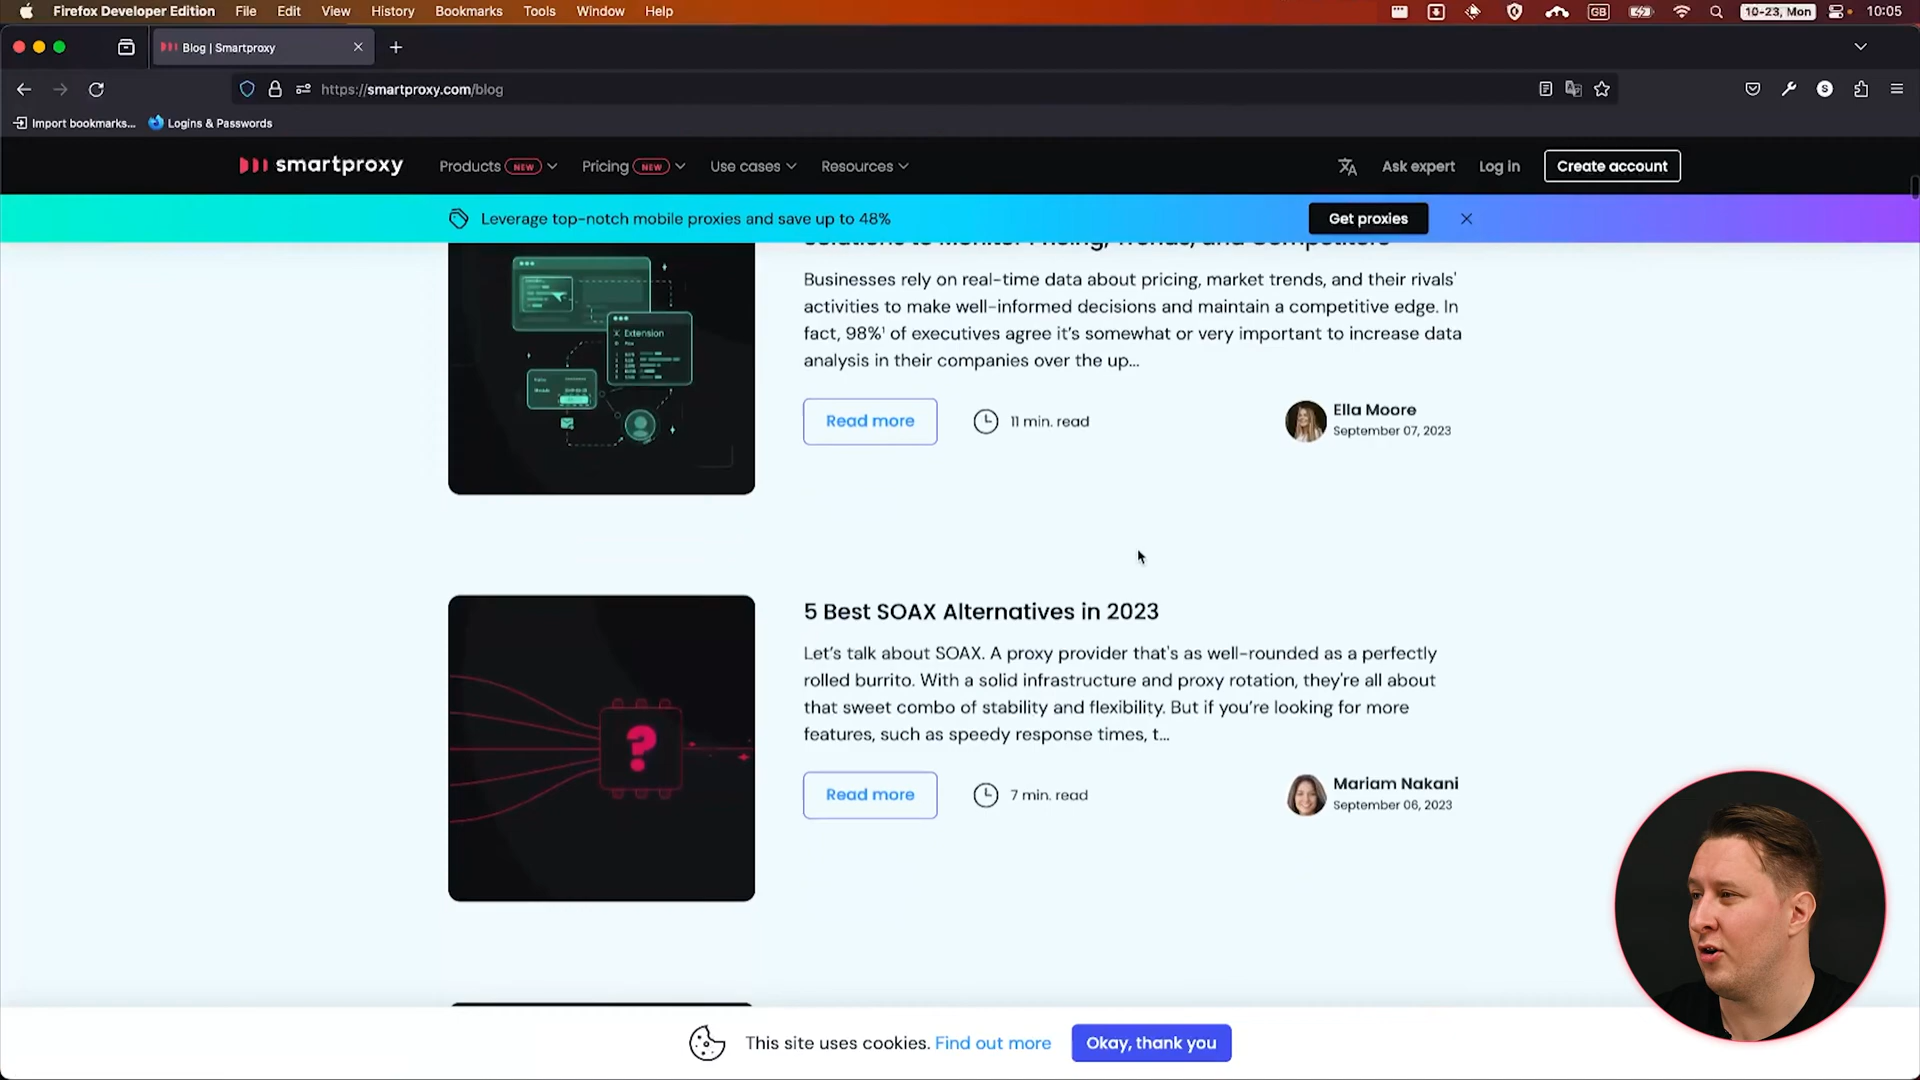 Firefox Developer Edition File Edit View History Bookmarks Tools Window Help GB 10-23, Mon 10:05
Blog | Smartproxy
https://smartproxy.com/blog S
Import bookmarks... Logins & Passwords
smartproxy Products NEW Pricing NEW Use cases Resources Ask expert Log in Create account
Leverage top-notch mobile proxies and save up to 48% Get proxies
Solutions to Monitor Pricing, Trends, and Competitors
Businesses rely on real-time data about pricing, market trends, and their rivals'
activities to make well-informed decisions and maintain a competitive edge. In
fact, 98%¹ of executives agree it's somewhat or very important to increase data
analysis in their companies over the up...
Extension
Read more 11 min. read Ella Moore
September 07, 2023
5 Best SOAX Alternatives in 2023
Let's talk about SOAX. A proxy provider that's as well-rounded as a perfectly
rolled burrito. With a solid infrastructure and proxy rotation, they're all about
that sweet combo of stability and flexibility. But if you're looking for more
features, such as speedy response times, t...
?
Read more 7 min. read Mariam Nakani
September 06, 2023
This site uses cookies. Find out more Okay, thank you